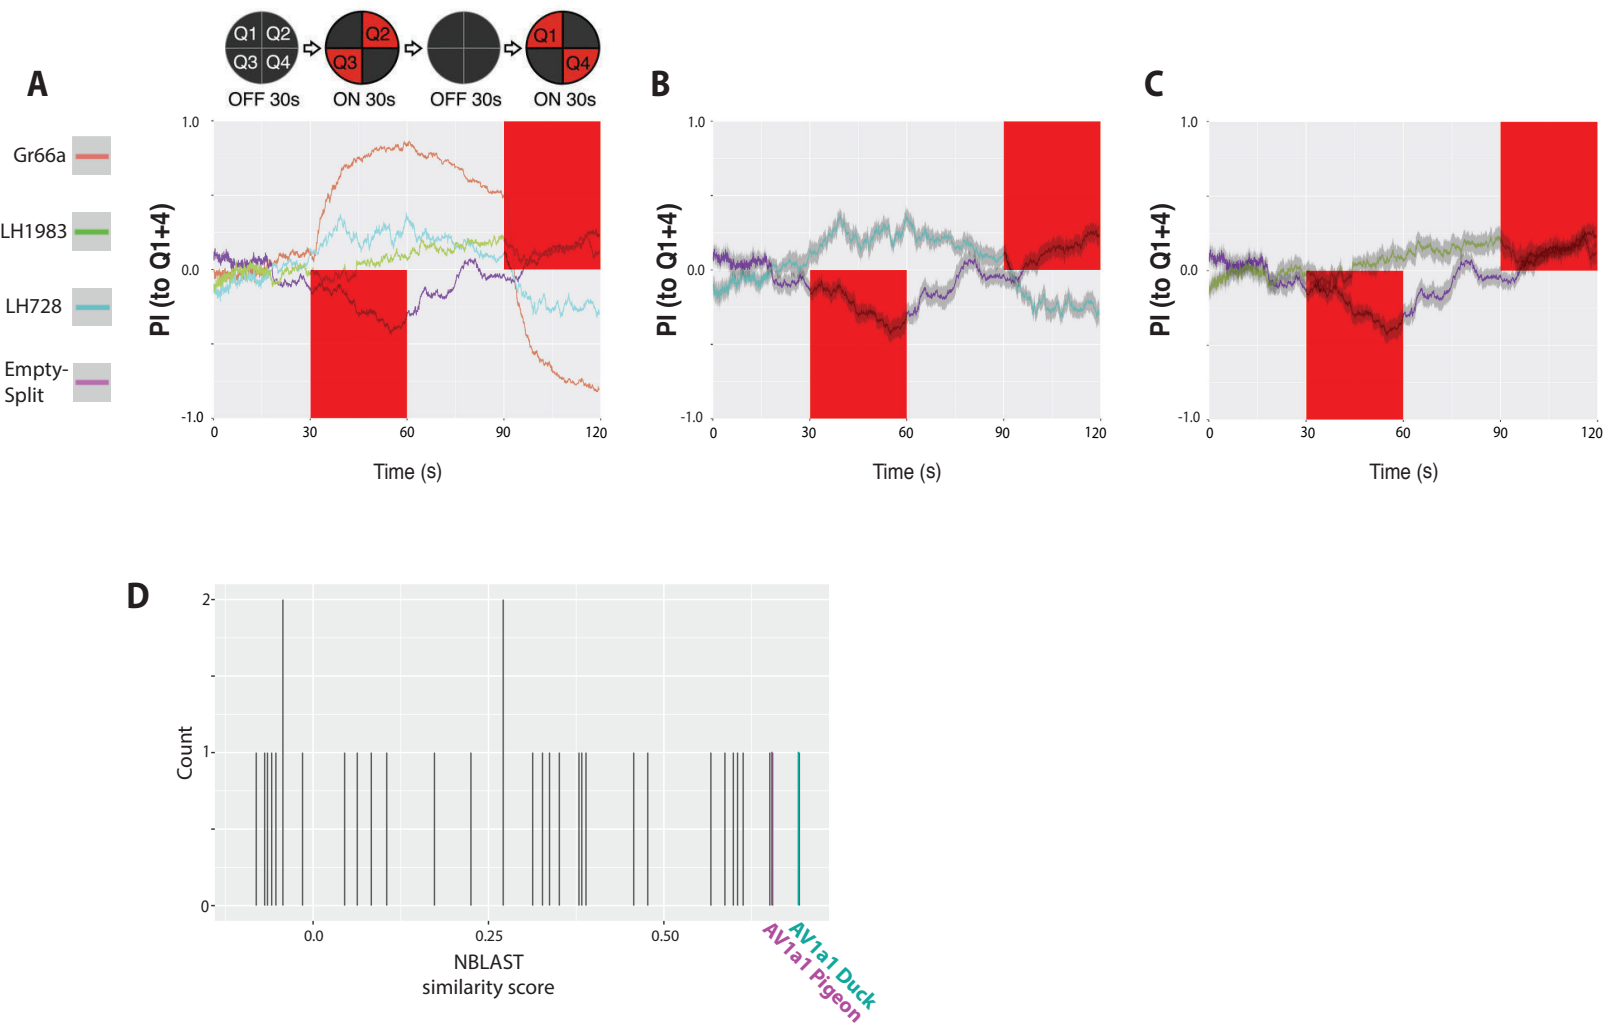 Q1 Q2
Q3 Q4
Q2
Q3
Q1
Q4
OFF 30s
ON 30s
OFF 30s
ON 30s
A
Gr66a
LH1983
LH728
Empty-
Split
PI (to Q1+4)
1.0
0.0
-1.0
0
30
60
90
120
Time (s)
B
PI (to Q1+4)
1.0
0.0
-1.0
0
30
60
90
120
Time (s)
C
PI (to Q1+4)
1.0
0.0
-1.0
0
30
60
90
120
Time (s)
D
Count
2
1
0
0.0
0.25
0.50
NBLAST
similarity score
AV1a1 Duck
AV1a1 Pigeon